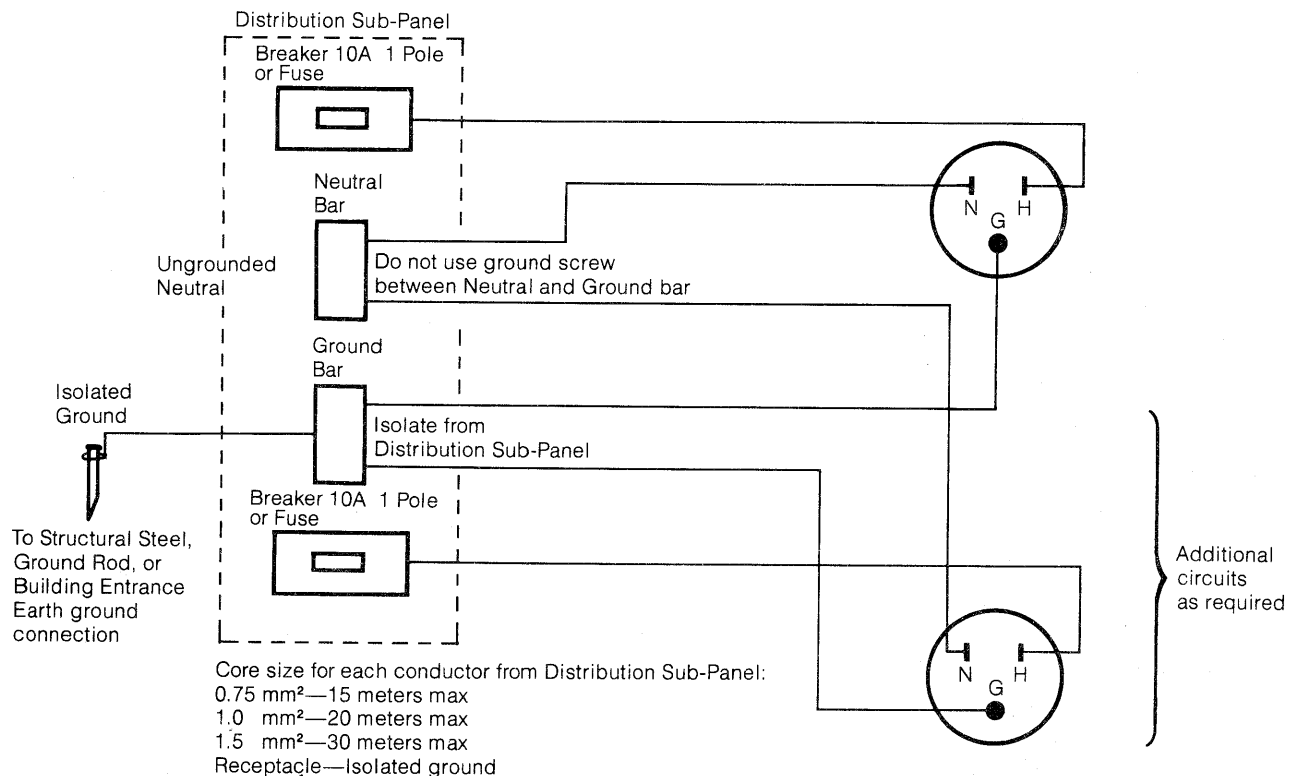 Distribution Sub-Panel
Breaker 10A 1 Pole
or Fuse
Neutral
Bar
N H
G
Ungrounded
Neutral
Do not use ground screw
between Neutral and Ground bar
Ground
Bar
Isolated
Ground
Isolate from
Distribution Sub-Panel
Breaker 10A 1 Pole
or Fuse
To Structural Steel,
Ground Rod, or
Building Entrance
Earth ground
connection
Additional
circuits
as required
N H
G
Core size for each conductor from Distribution Sub-Panel:
0.75 mm²—15 meters max
1.0 mm²—20 meters max
1.5 mm²—30 meters max
Receptacle—Isolated ground